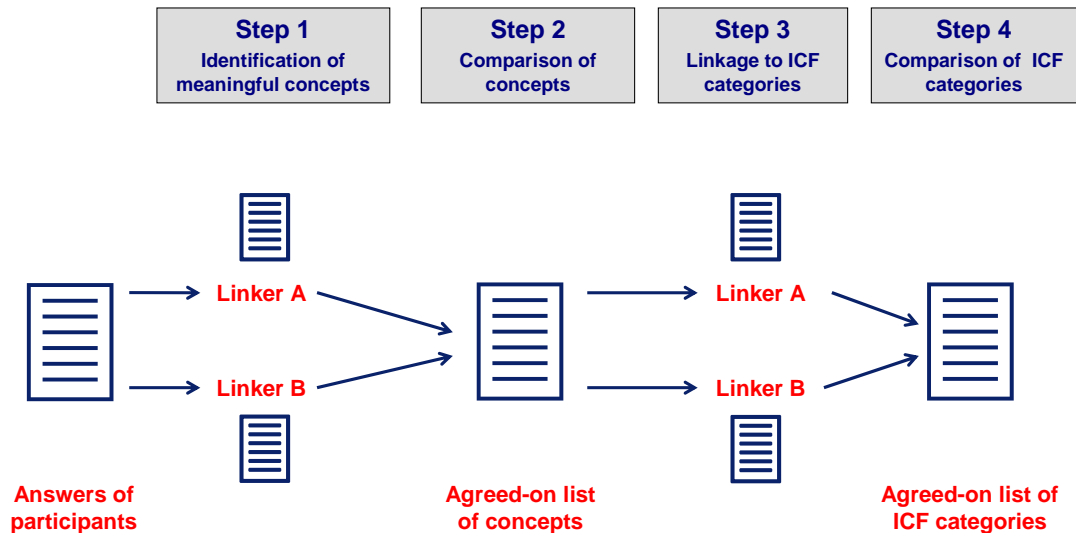 Step 1
Identification of
meaningful concepts
Step 2
Comparison of
concepts
Step 3
Linkage to ICF
categories
Step 4
Comparison of ICF
categories
Linker A
Linker A
Linker B
Linker B
Answers of
participants
Agreed-on list
of concepts
Agreed-on list of
ICF categories